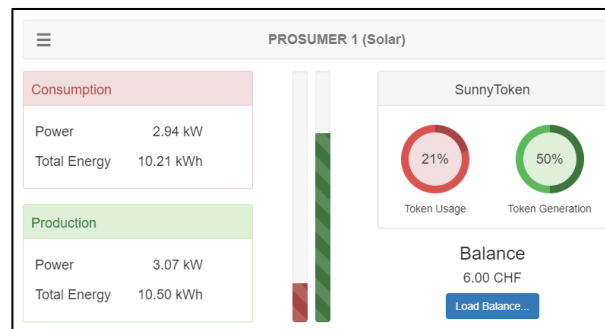 PROSUMER 1 (Solar)
Consumption
Power 2.94 kW
Total Energy 10.21 kWh
Production
Power 3.07 kW
Total Energy 10.50 kWh
SunnyToken
21% 50%
Token Usage Token Generation
Balance
6.00 CHF
Load Balance...